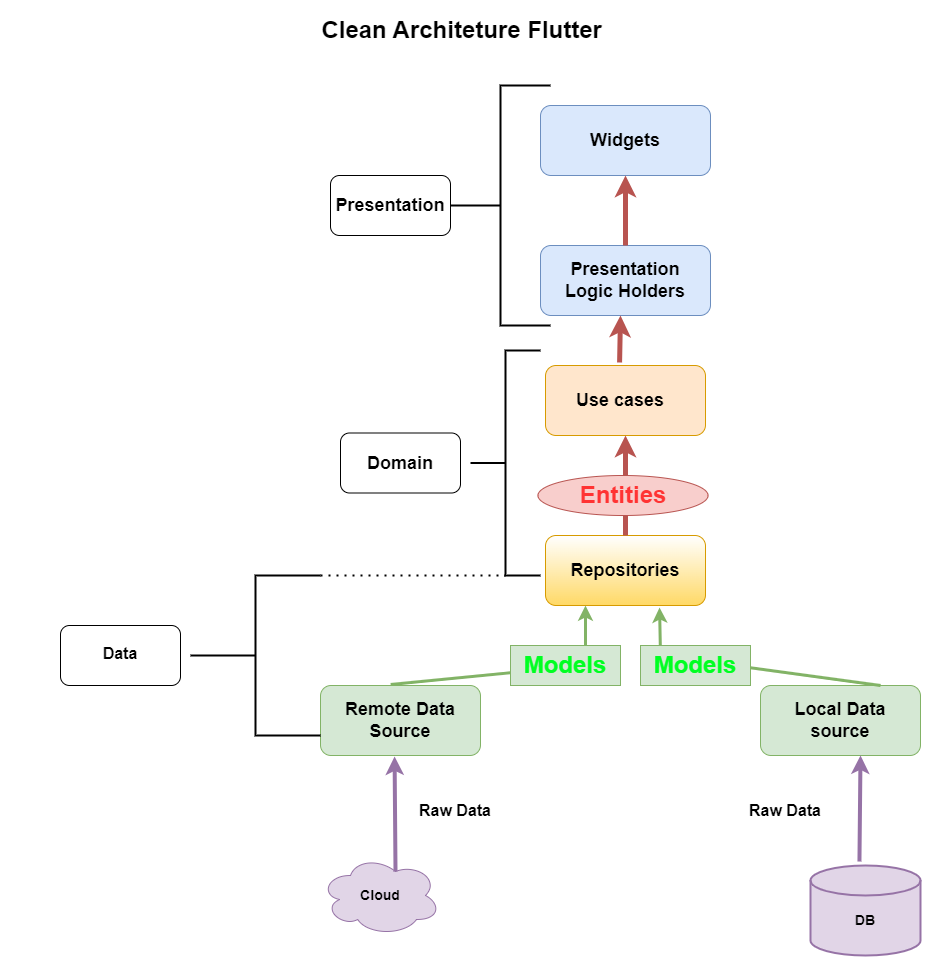 Clean Architeture Flutter
Widgets
Presentation
Presentation
Logic Holders
Use cases
Domain
Entities
Repositories
Data
Models
Models
Remote Data
Source
Local Data
source
Raw Data
Raw Data
Cloud
DB